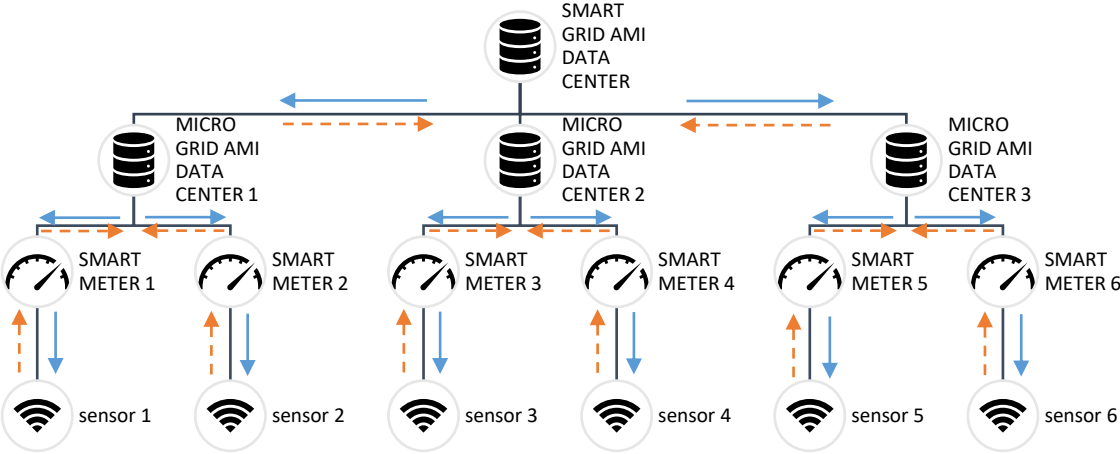 SMART
GRID AMI
DATA
CENTER
MICRO
GRID AMI
DATA
CENTER 1
MICRO
GRID AMI
DATA
CENTER 2
MICRO
GRID AMI
DATA
CENTER 3
SMART
METER 1
SMART
METER 2
SMART
METER 3
SMART
METER 4
SMART
METER 5
SMART
METER 6
sensor 1
sensor 2
sensor 3
sensor 4
sensor 5
sensor 6